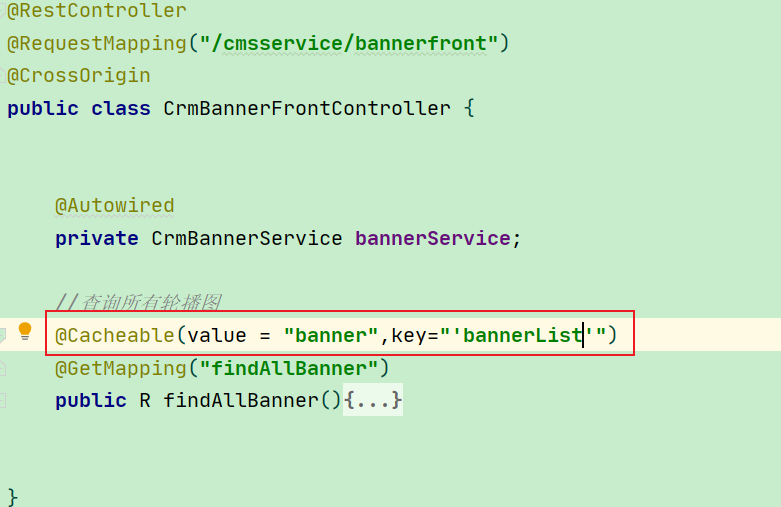 @RestController
@RequestMapping("/cmsservice/bannerfront")
@CrossOrigin
public class CrmBannerFrontController {
@Autowired
private CrmBannerService bannerService;
//查询所有轮播图
@Cacheable(value = "banner",key="'bannerList'")
@GetMapping("findAllBanner")
public R findAllBanner(){...}
}